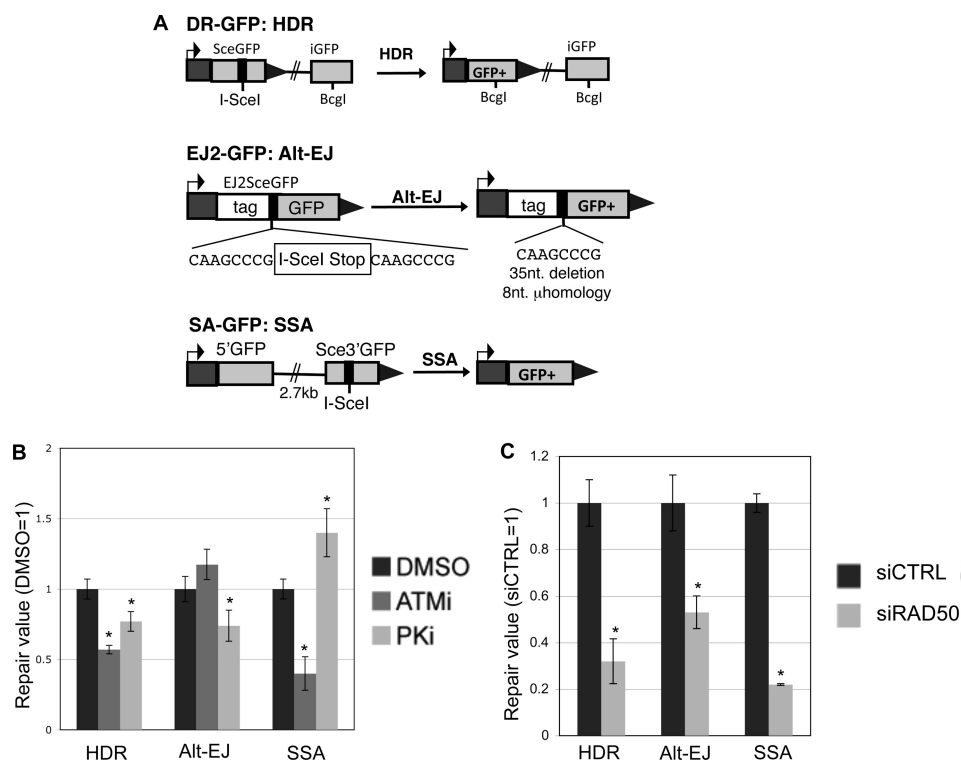 A
DR-GFP: HDR
SceGFP
iGFP
HDR
iGFP
GFP+
I-SceI
BcgI
BcgI
BcgI
EJ2-GFP: Alt-EJ
EJ2SceGFP
Alt-EJ
tag
GFP
tag
GFP+
CAAGCCCG I-SceI Stop CAAGCCCG
CAAGCCCG
35nt. deletion
8nt. µhomology
SA-GFP: SSA
5'GFP
Sce3'GFP
SSA
GFP+
2.7kb
I-SceI
B
Repair value (DMSO=1)
2
1.5
1
0.5
0
*
*
*
*
*
HDR
Alt-EJ
SSA
DMSO
ATMi
PKi
C
Repair value (siCTRL=1)
1.2
1
0.8
0.6
0.4
0.2
0
*
*
*
HDR
Alt-EJ
SSA
siCTRL
siRAD50